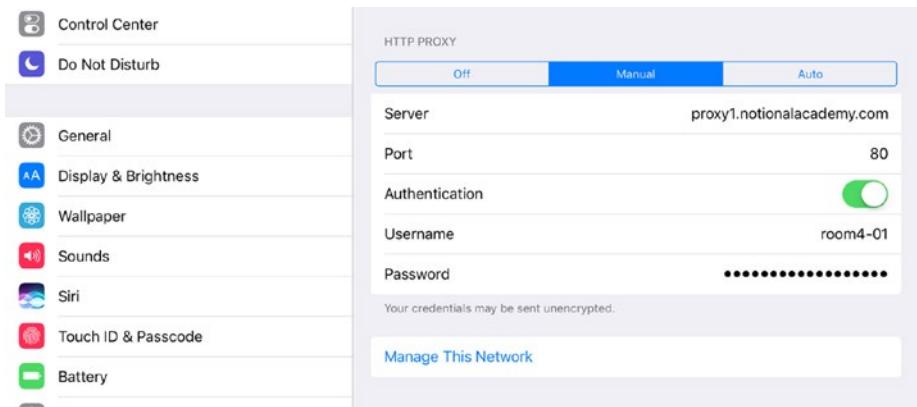 Control Center
Do Not Disturb
General
AA Display & Brightness
Wallpaper
Sounds
Siri
Touch ID & Passcode
Battery
HTTP PROXY
Off Manual Auto
Server proxy1.notionalacademy.com
Port 80
Authentication
Username room4-01
Password ••••••••••••••••••
Your credentials may be sent unencrypted.
Manage This Network